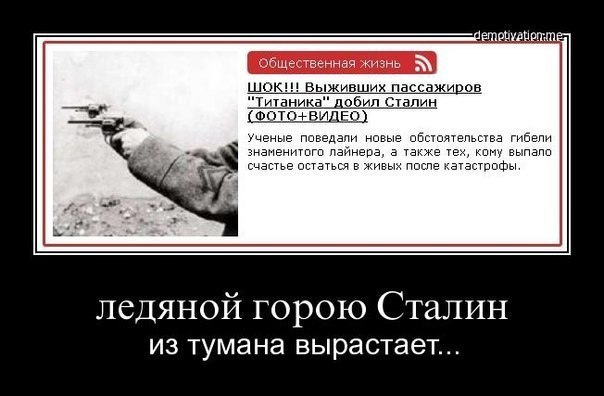 demotivation.me
Общественная жизнь
ШОК!!! Выживших пассажиров
"Титаника" добил Сталин
(ФОТО+ВИДЕО)
Ученые поведали новые обстоятельства гибели
знаменитого лайнера, а также тех, кому выпало
счастье остаться в живых после катастрофы.
ледяной горою Сталин
из тумана вырастает...